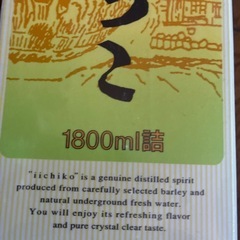 こ
1800ml詰
"iichiko" is a genuine distilled spirit
produced from carefully selected barley and
natural underground fresh water.
You will enjoy its refreshing flavor
and pure crystal clear taste.